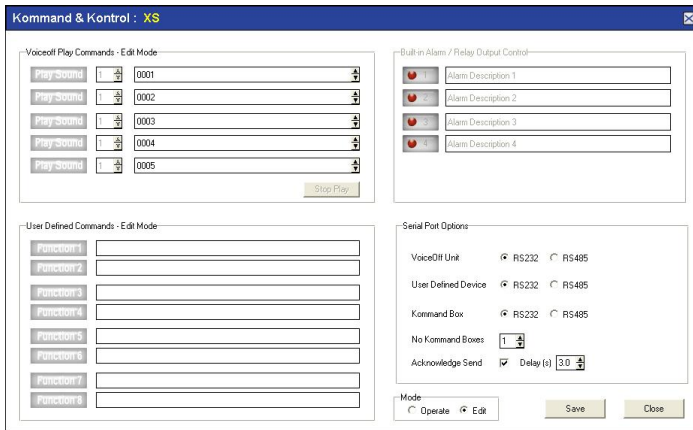 Kommand & Kontrol : XS
Voiceoff Play Commands - Edit Mode
Play Sound 1 0001
Play Sound 1 0002
Play Sound 1 0003
Play Sound 1 0004
Play Sound 1 0005
Stop Play
Built-in Alarm / Relay Output Control
1 Alarm Description 1
2 Alarm Description 2
3 Alarm Description 3
4 Alarm Description 4
User Defined Commands - Edit Mode
Function 1
Function 2
Function 3
Function 4
Function 5
Function 6
Function 7
Function 8
Serial Port Options
VoiceOff Unit RS232 RS485
User Defined Device RS232 RS485
Kommand Box RS232 RS485
No Kommand Boxes 1
Acknowledge Send Delay (s) 3.0
Mode
Operate Edit
Save
Close